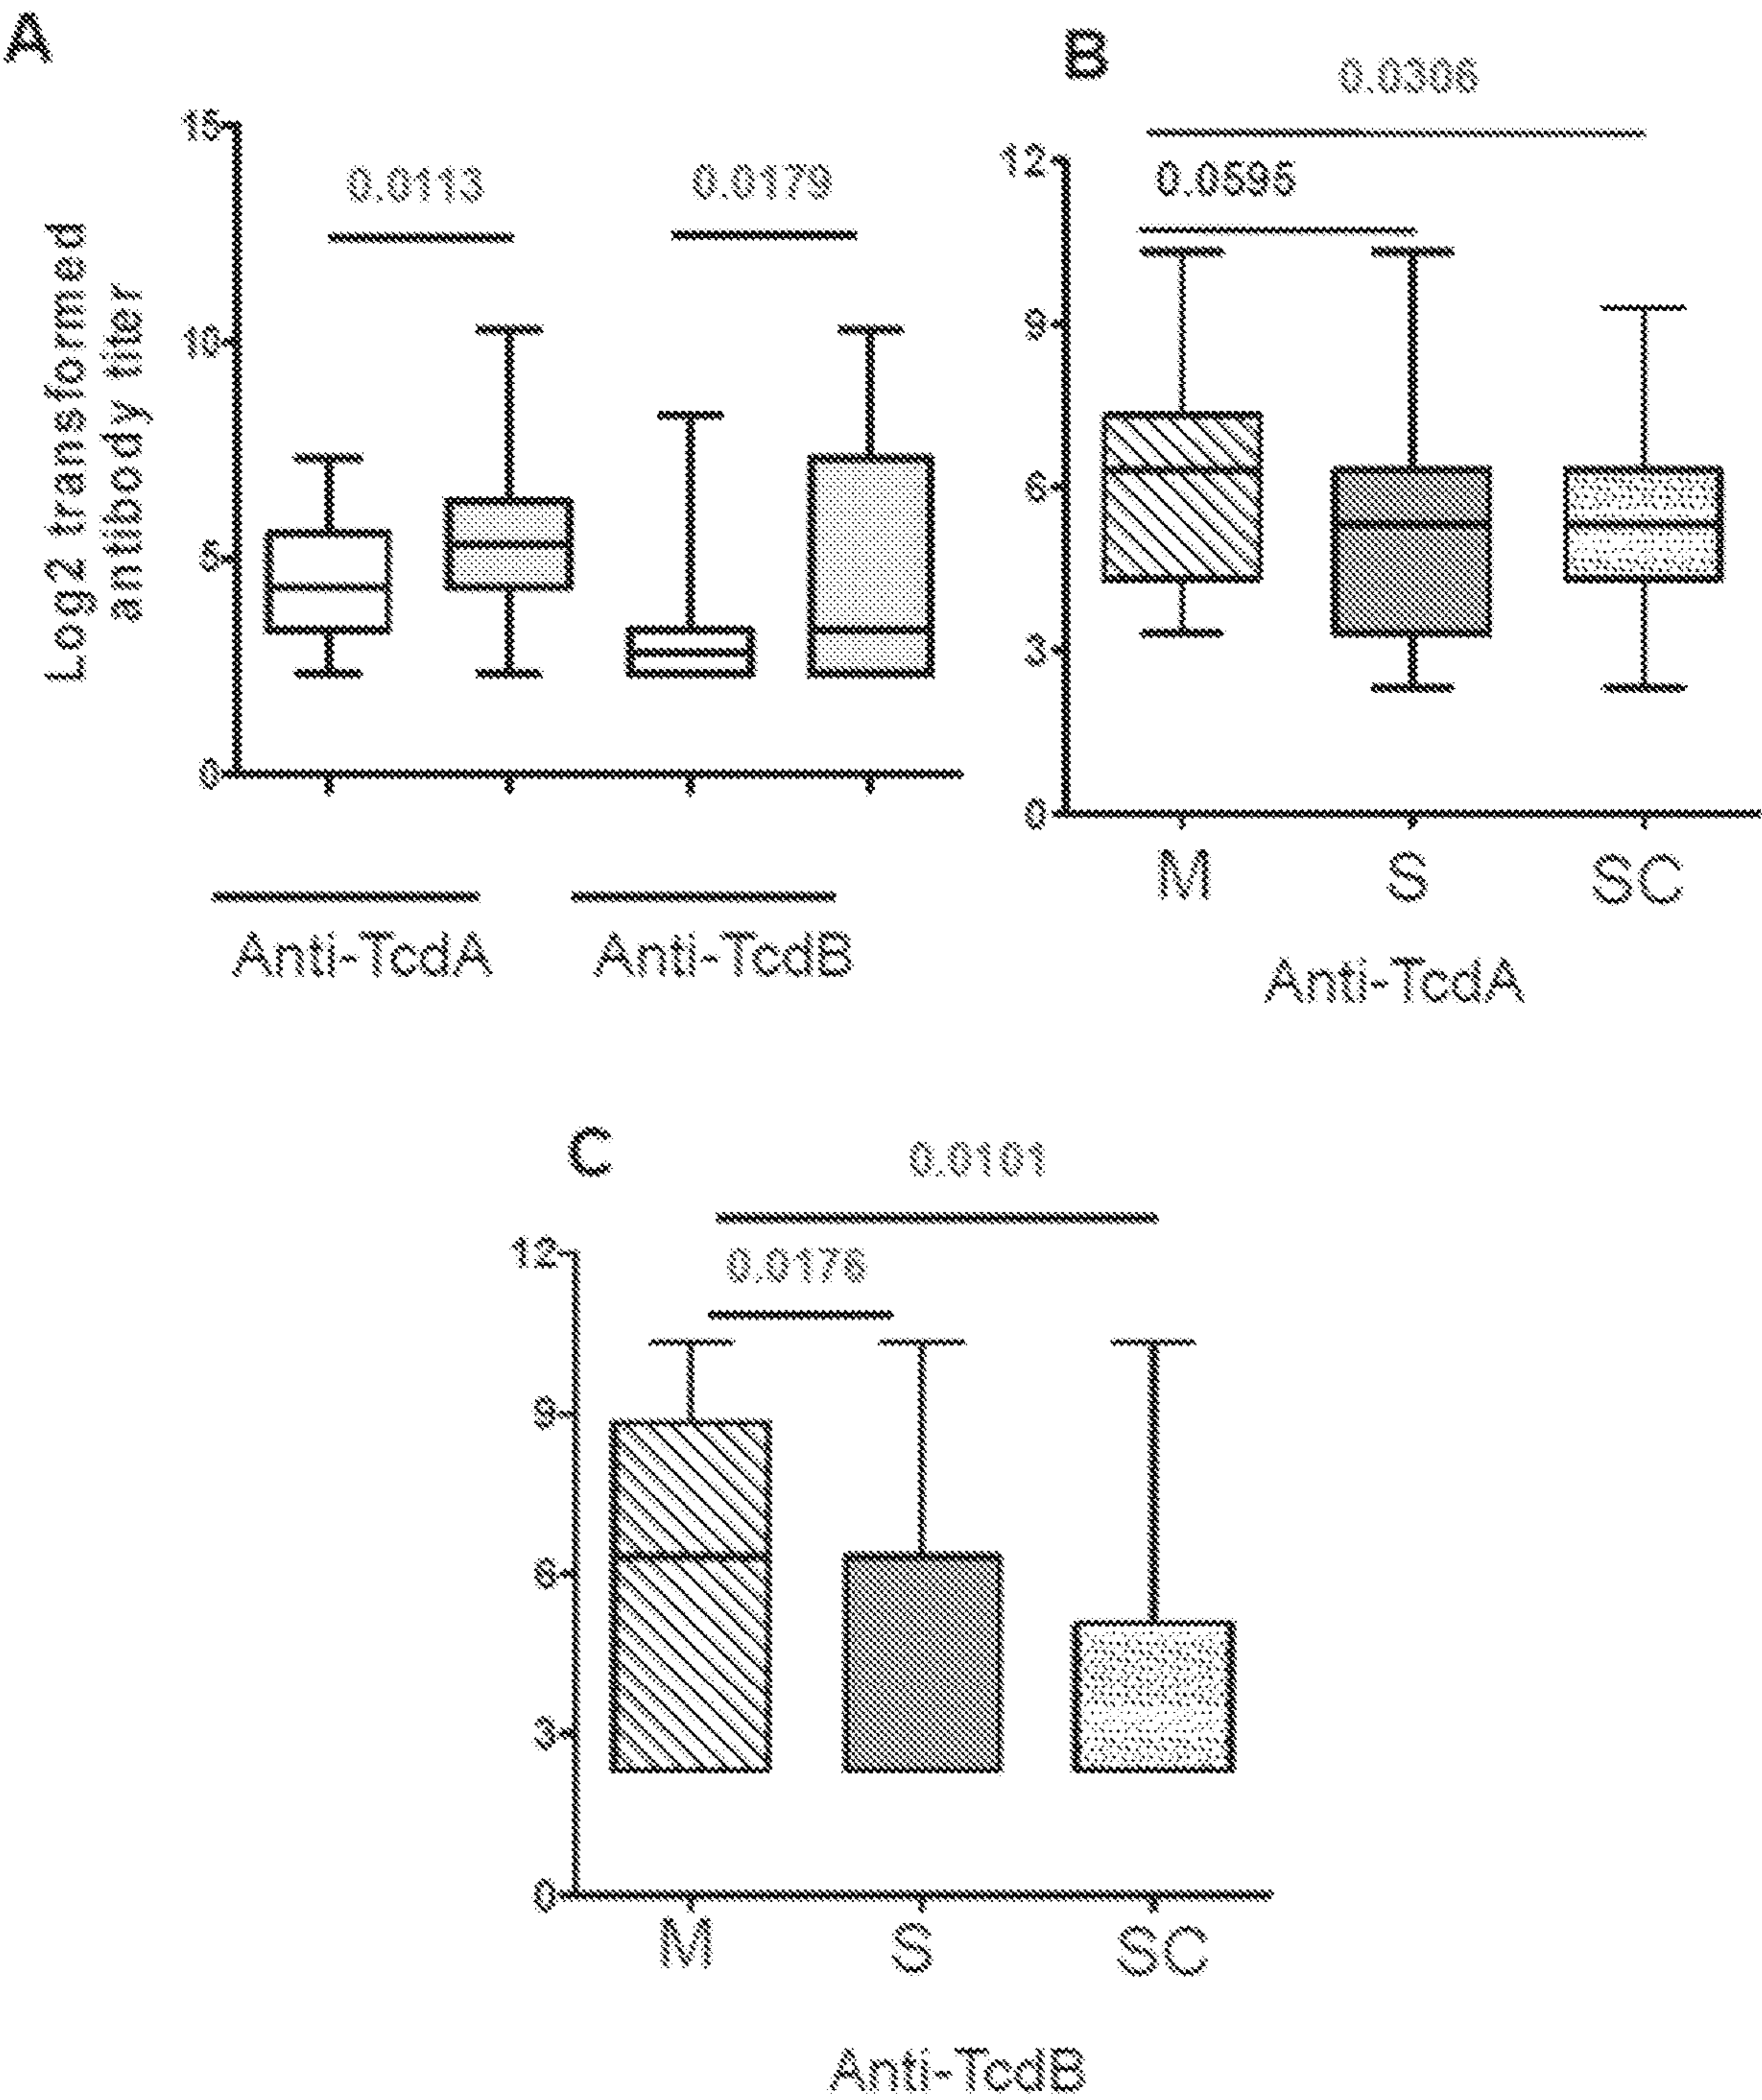 A
Log2 transformed
antibody titer
15
10
5
0
0.0113
0.0179
Anti-TcdA
Anti-TcdB
B
0.0306
0.0595
12
9
6
3
0
M
S
SC
Anti-TcdA
C
0.0101
0.0176
12
9
6
3
0
M
S
SC
Anti-TcdB